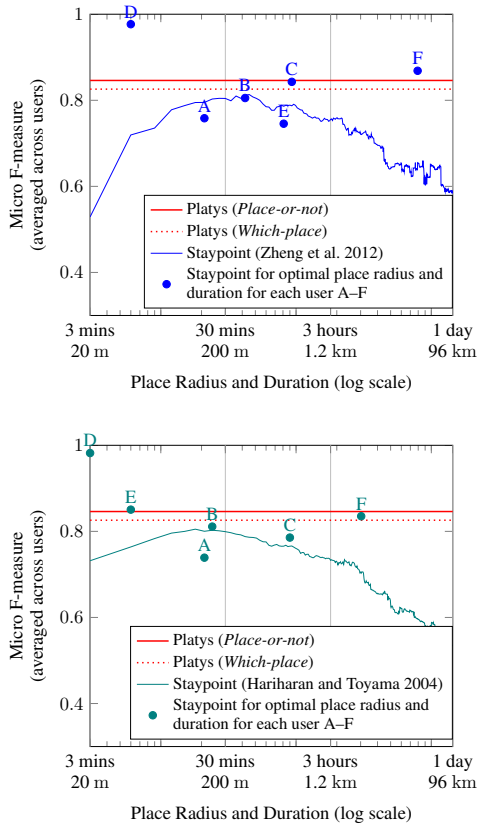 D
1
F
C
B
A
E
0.8
0.6
0.4
Micro F-measure
(averaged across users)
Platys (Place-or-not)
Platys (Which-place)
Staypoint (Zheng et al. 2012)
Staypoint for optimal place radius and
duration for each user A–F
3 mins 30 mins 3 hours 1 day
20 m 200 m 1.2 km 96 km
Place Radius and Duration (log scale)
D
1
E
B
F
C
A
0.8
0.6
0.4
Micro F-measure
(averaged across users)
Platys (Place-or-not)
Platys (Which-place)
Staypoint (Hariharan and Toyama 2004)
Staypoint for optimal place radius and
duration for each user A–F
3 mins 30 mins 3 hours 1 day
20 m 200 m 1.2 km 96 km
Place Radius and Duration (log scale)